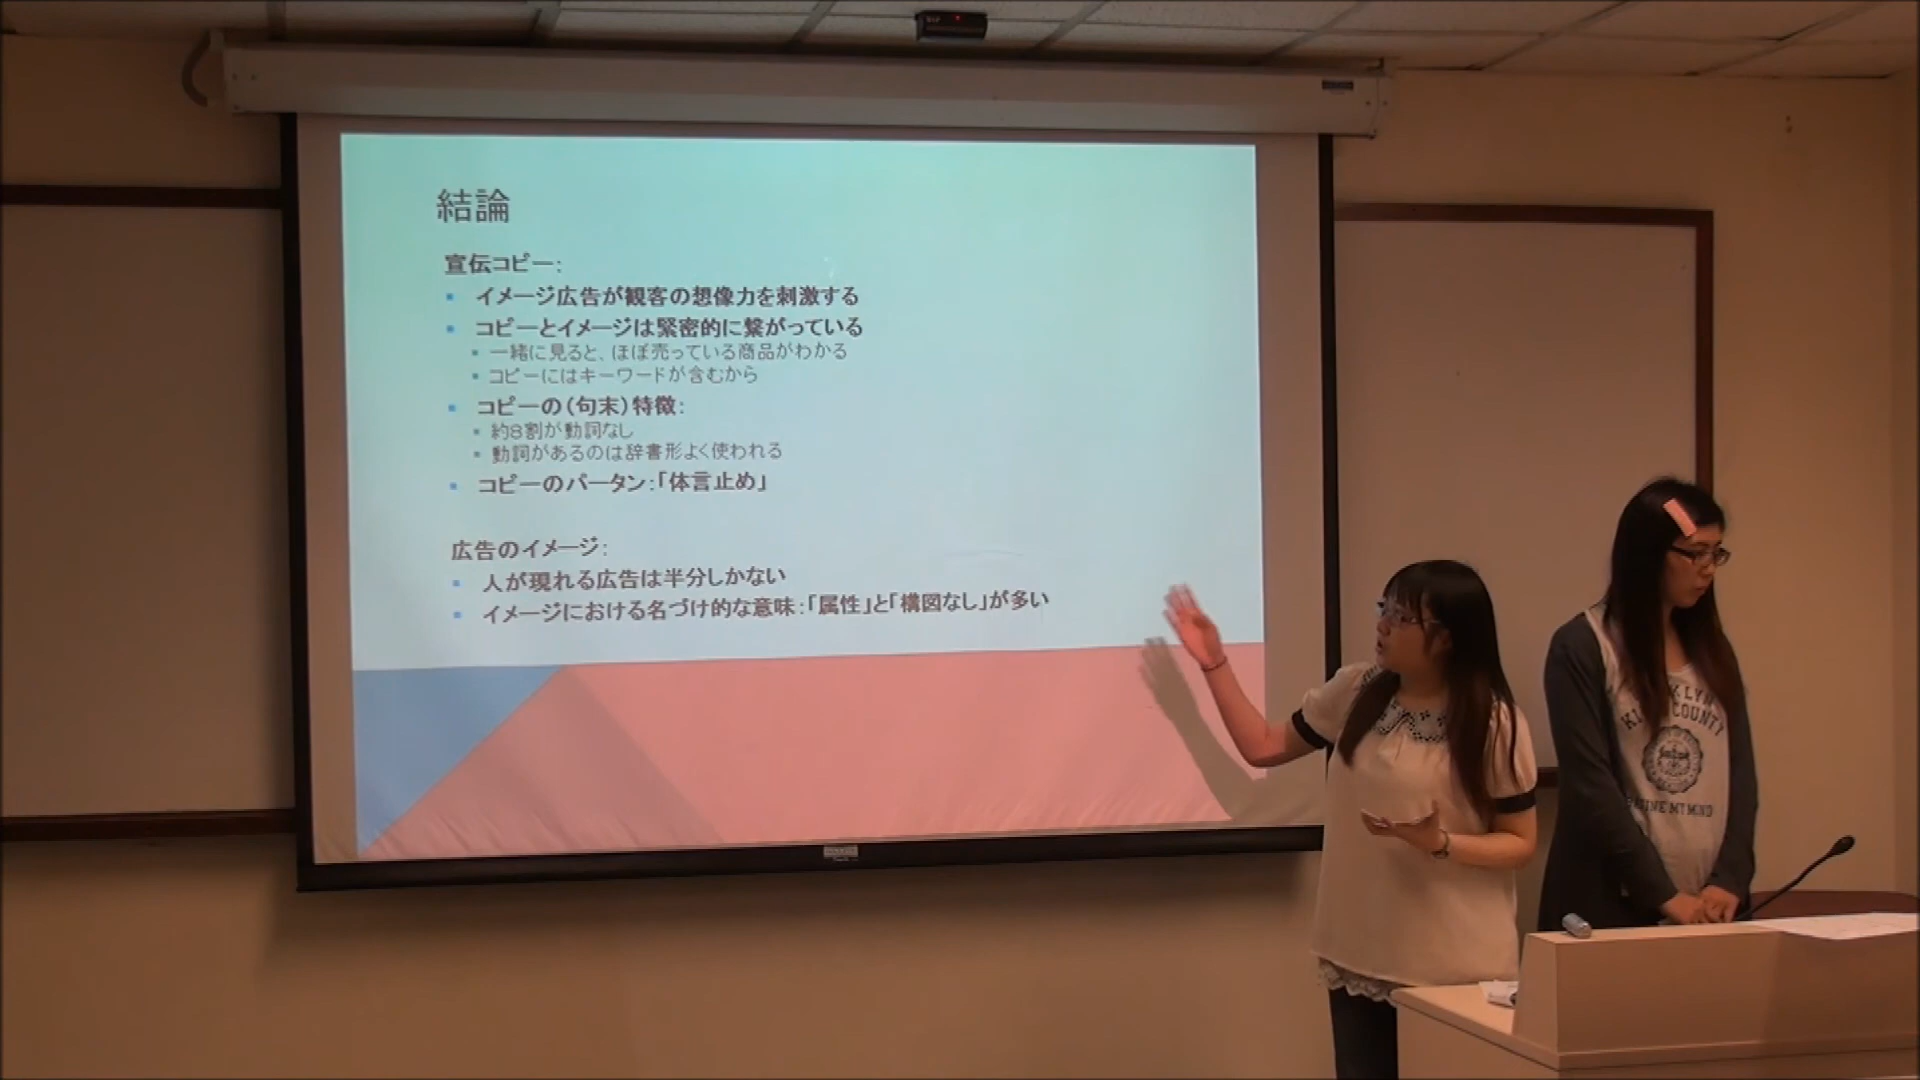 結論
宣伝コピー:
イメージ広告が観客の想像力を刺激する
コピーとイメージは緊密的に繋がっている
一緒に見ると、ほぼ売っている商品がわかる
コピーにはキーワードが含むから
コピーの(句末)特徴:
約8割が動詞なし
動詞があるのは辞書形よく使われる
コピーのパータン:「体言止め」
広告のイメージ:
人が現れる広告は半分しかない
イメージにおける名づけ的な意味:「属性」と「構図なし」が多い
COUNTY